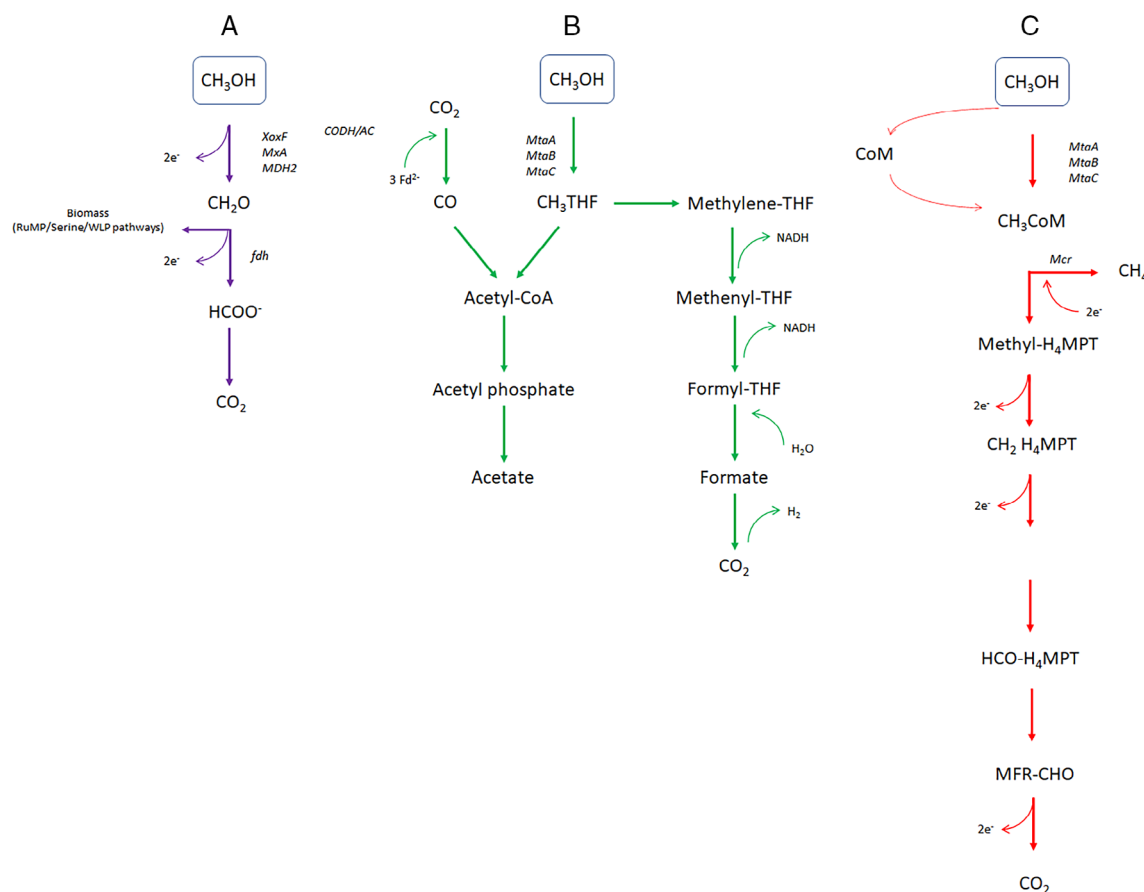 A
CH₃OH
XoxF
MxA
MDH2
2e⁻
CH₂O
Biomass
(RuMP/Serine/WLP pathways)
2e⁻
fdh
HCOO⁻
CO₂
B
CH₃OH
CO₂
CODH/AC
MtaA
MtaB
MtaC
3 Fd²⁻
CO
CH₃THF
Methylene-THF
NADH
Acetyl-CoA
Methenyl-THF
NADH
Acetyl phosphate
Formyl-THF
H₂O
Acetate
Formate
H₂
CO₂
C
CH₃OH
CoM
MtaA
MtaB
MtaC
CH₃CoM
Mcr
CH₄
2e⁻
Methyl-H₄MPT
2e⁻
CH₂ H₄MPT
2e⁻
HCO-H₄MPT
MFR-CHO
2e⁻
CO₂